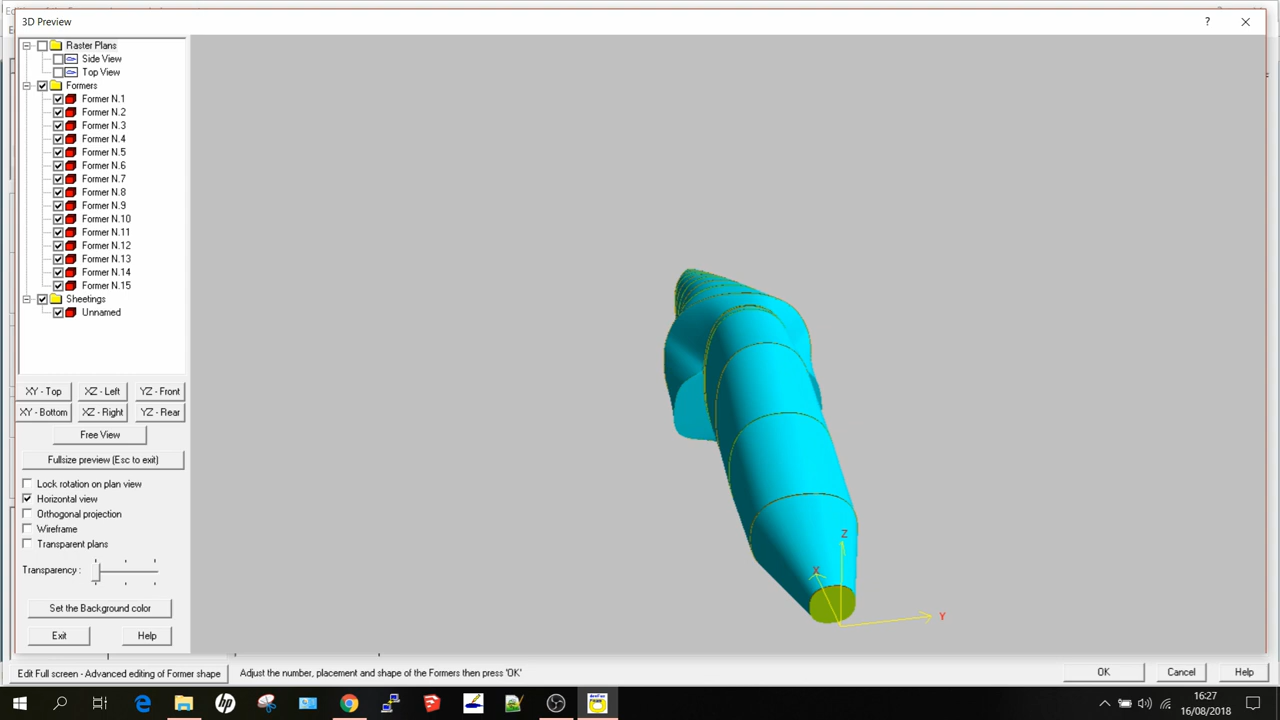 3D Preview
?
Raster Plans
Side View
Top View
Formers
Former N.1
Former N.2
Former N.3
Former N.4
Former N.5
Former N.6
Former N.7
Former N.8
Former N.9
Former N.10
Former N.11
Former N.12
Former N.13
Former N.14
Former N.15
Sheetings
Unnamed
XY - Top
XZ - Left
YZ - Front
XY - Bottom
XZ - Right
YZ - Rear
Free View
Fullsize preview (Esc to exit)
Lock rotation on plan view
Horizontal view
Orthogonal projection
Wireframe
Transparent plans
Transparency :
Set the Background color
Exit
Help
Z
X
Y
Edit Full screen - Advanced editing of Former shape
Adjust the number, placement and shape of the Formers then press 'OK'
OK
Cancel
Help
hp
16:27
16/08/2018